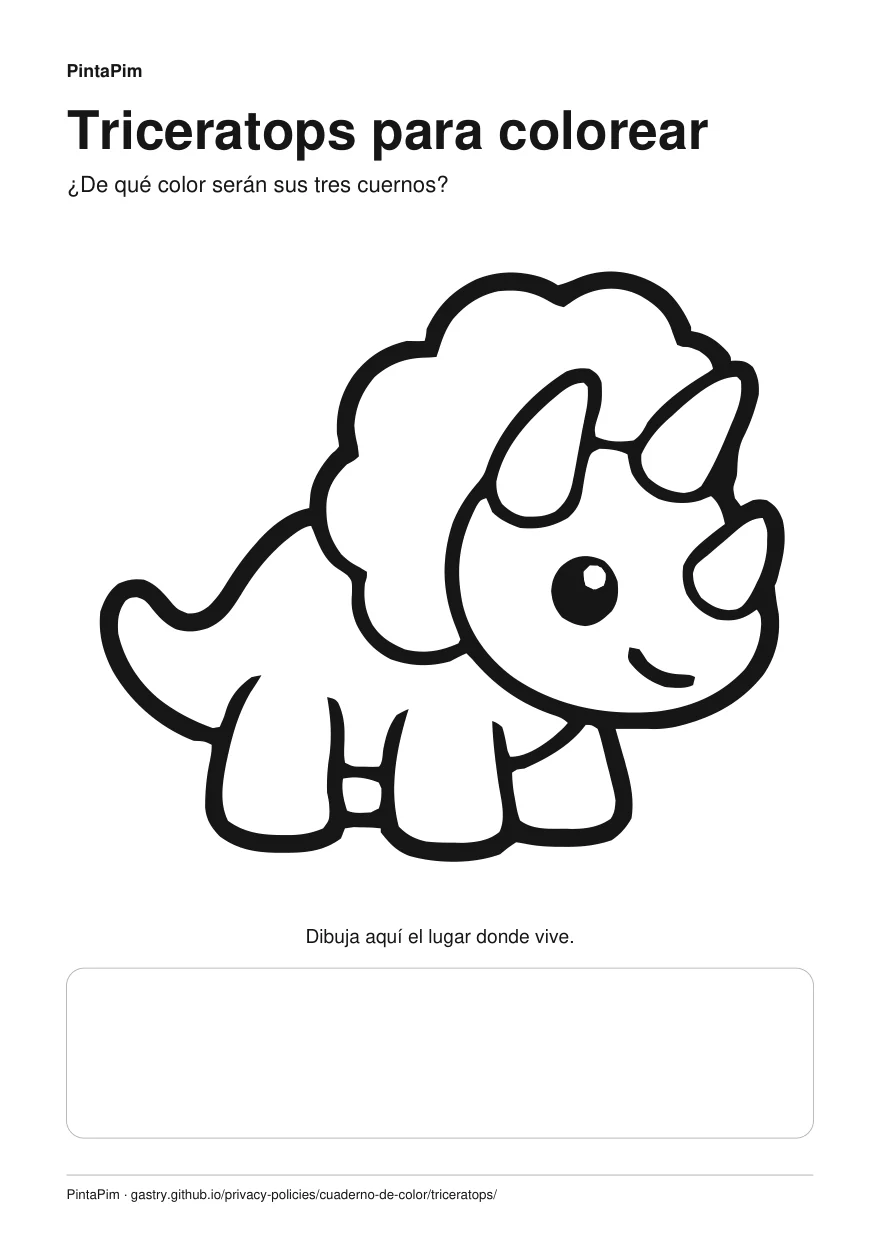 PintaPim
Triceratops para colorear
¿De qué color serán sus tres cuernos?
Dibuja aquí el lugar donde vive.
PintaPim · gastry.github.io/privacy-policies/cuaderno-de-color/triceratops/